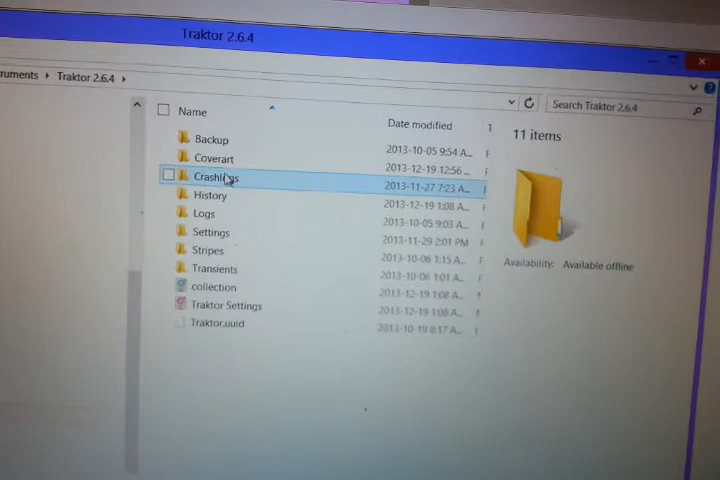 Traktor 2.6.4
ruments ▸ Traktor 2.6.4 ▸
Search Traktor 2.6.4
Name
Date modified
11 items
Backup
2013-10-05 9:54 A...
Coverart
2013-12-19 12:56 ...
Crashlogs
2013-11-27 7:23 A...
History
2013-12-19 1:08 A...
Logs
2013-10-05 9:03 A...
Settings
2013-11-29 2:01 PM
Stripes
2013-10-06 1:15 A...
Transients
2013-10-06 1:01 A...
collection
2013-12-19 1:08 A...
Traktor Settings
2013-12-19 1:08 A...
Traktor.uuid
2013-10-19 8:17 A...
Availability: Available offline